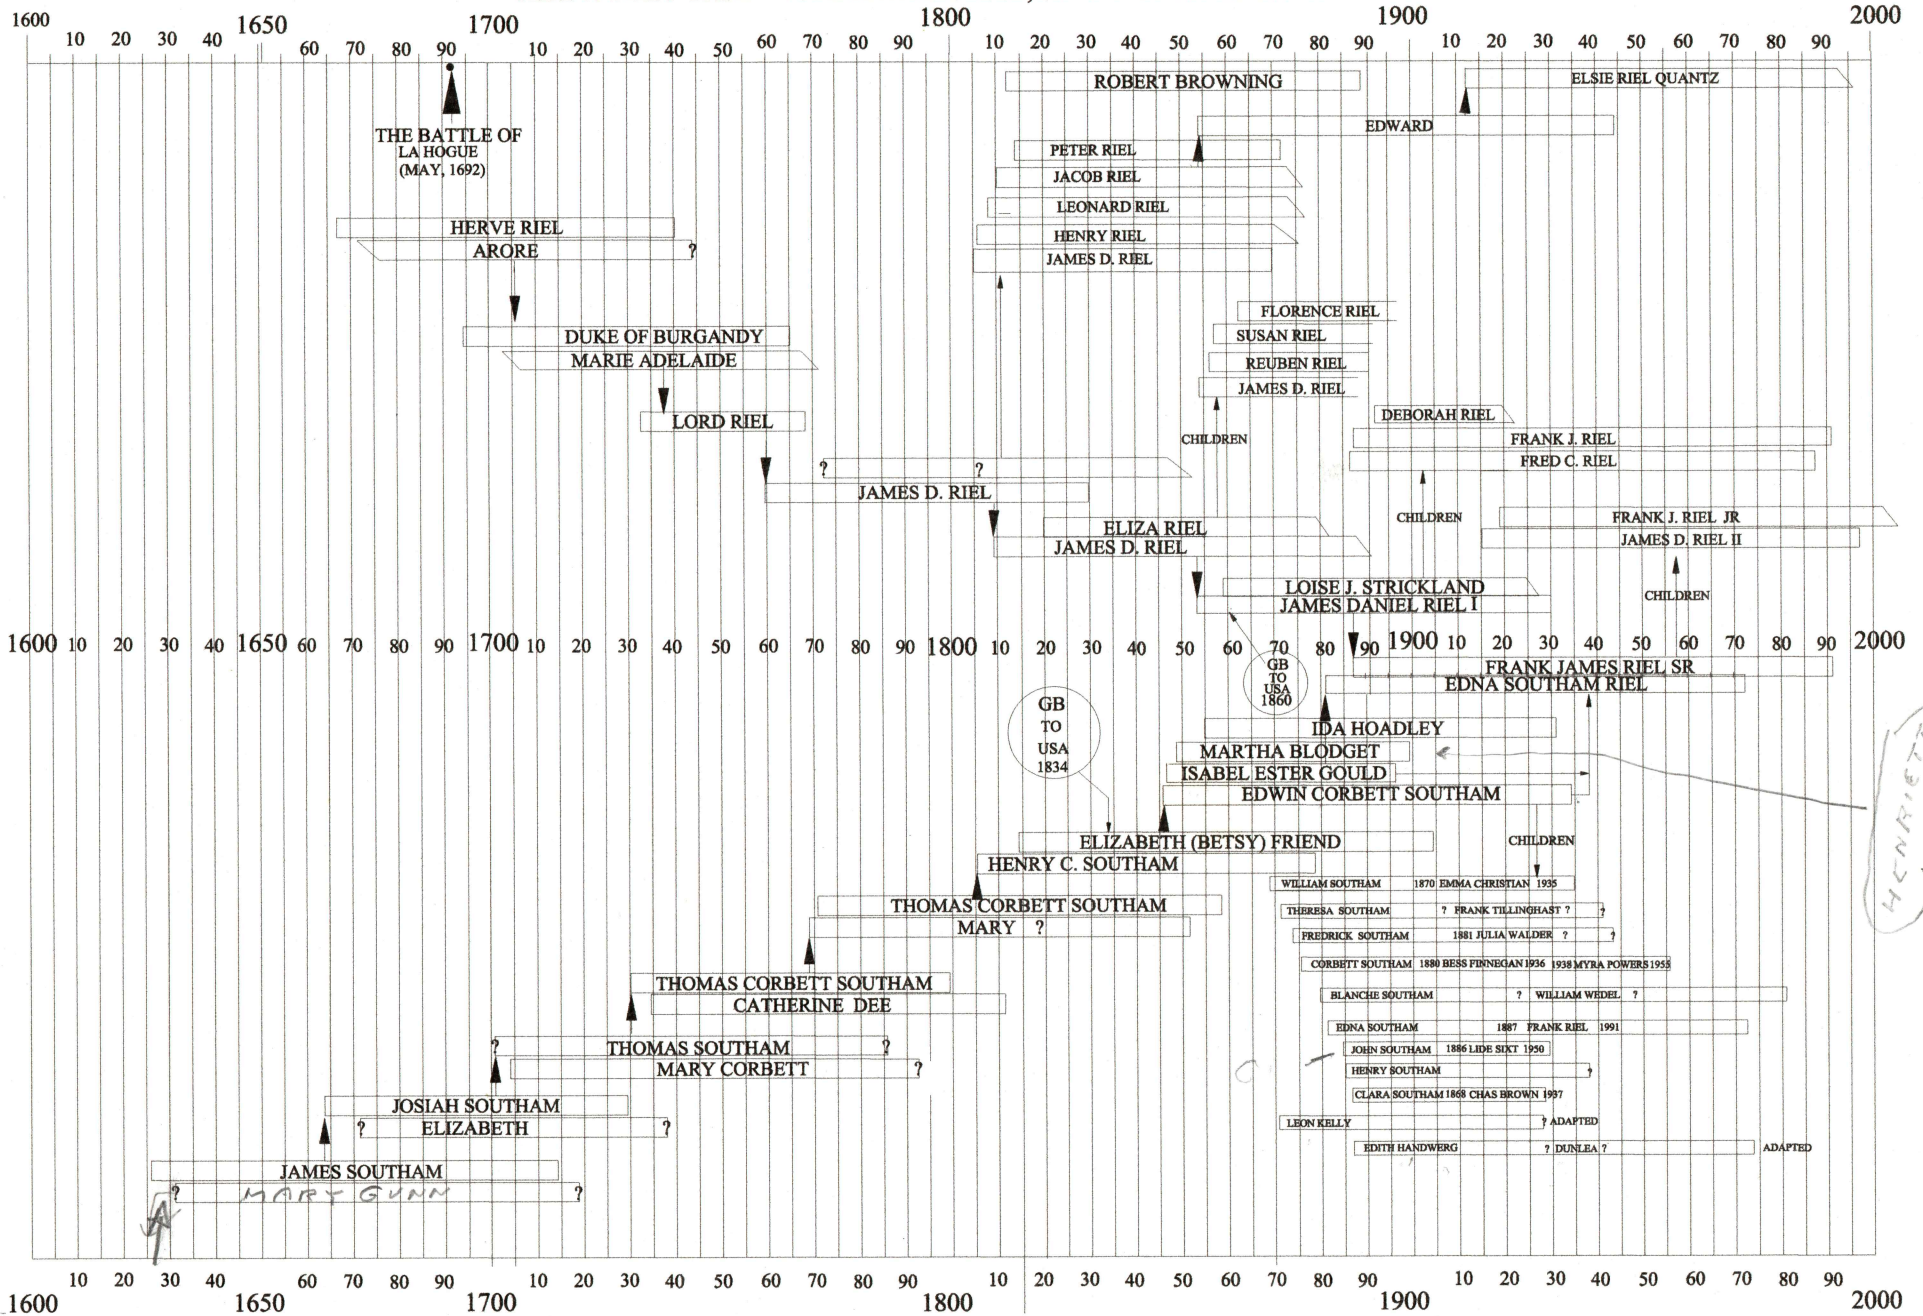 1600 1650 1700 1800 1900 2000
10 20 30 40 60 70 80 90 10 20 30 40 50 60 70 80 90 10 20 30 40 50 60 70 80 90 10 20 30 40 50 60 70 80 90
ROBERT BROWNING
ELSIE RIEL QUANTZ
EDWARD
THE BATTLE OF
LA HOGUE
(MAY, 1692)
PETER RIEL
JACOB RIEL
LEONARD RIEL
HERVE RIEL
HENRY RIEL
ARORE ?
JAMES D. RIEL
FLORENCE RIEL
DUKE OF BURGANDY
SUSAN RIEL
MARIE ADELAIDE
REUBEN RIEL
JAMES D. RIEL
LORD RIEL
DEBORAH RIEL
CHILDREN
FRANK J. RIEL
FRED C. RIEL
? ?
JAMES D. RIEL
CHILDREN
FRANK J. RIEL JR
ELIZA RIEL
JAMES D. RIEL II
JAMES D. RIEL
LOISE J. STRICKLAND
CHILDREN
JAMES DANIEL RIEL I
1600 10 20 30 40 1650 60 70 80 90 1700 10 20 30 40 50 60 70 80 90 1800 10 20 30 40 50 60 70 80 90 1900 10 20 30 40 50 60 70 80 90 2000
FRANK JAMES RIEL SR
EDNA SOUTHAM RIEL
GB
TO
USA
1860
GB
TO
USA
1834
IDA HOADLEY
MARTHA BLODGET
ISABEL ESTER GOULD
EDWIN CORBETT SOUTHAM
ELIZABETH (BETSY) FRIEND
CHILDREN
HENRY C. SOUTHAM
WILLIAM SOUTHAM 1870 EMMA CHRISTIAN 1935
THOMAS CORBETT SOUTHAM
THERESA SOUTHAM ? FRANK TILLINGHAST ? ?
MARY ?
FREDRICK SOUTHAM 1881 JULIA WALDER ? ?
CORBETT SOUTHAM 1880 BESS FINNEGAN 1936 1938 MYRA POWERS 1955
THOMAS CORBETT SOUTHAM
BLANCHE SOUTHAM ? WILLIAM WEDEL ?
CATHERINE DEE
EDNA SOUTHAM 1887 FRANK RIEL 1991
? THOMAS SOUTHAM ?
JOHN SOUTHAM 1886 LIDE SIXT 1950
MARY CORBETT ?
HENRY SOUTHAM ?
CLARA SOUTHAM 1868 CHAS BROWN 1937
JOSIAH SOUTHAM
LEON KELLY ? ADAPTED
? ELIZABETH ?
EDITH HANDWERG ? DUNLEA ? ADAPTED
JAMES SOUTHAM
? MARY GUNN ?
10 20 30 40 60 70 80 90 10 20 30 40 50 60 70 80 90 10 20 30 40 50 60 70 80 90 10 20 30 40 50 60 70 80 90
1600 1650 1700 1800 1900 2000